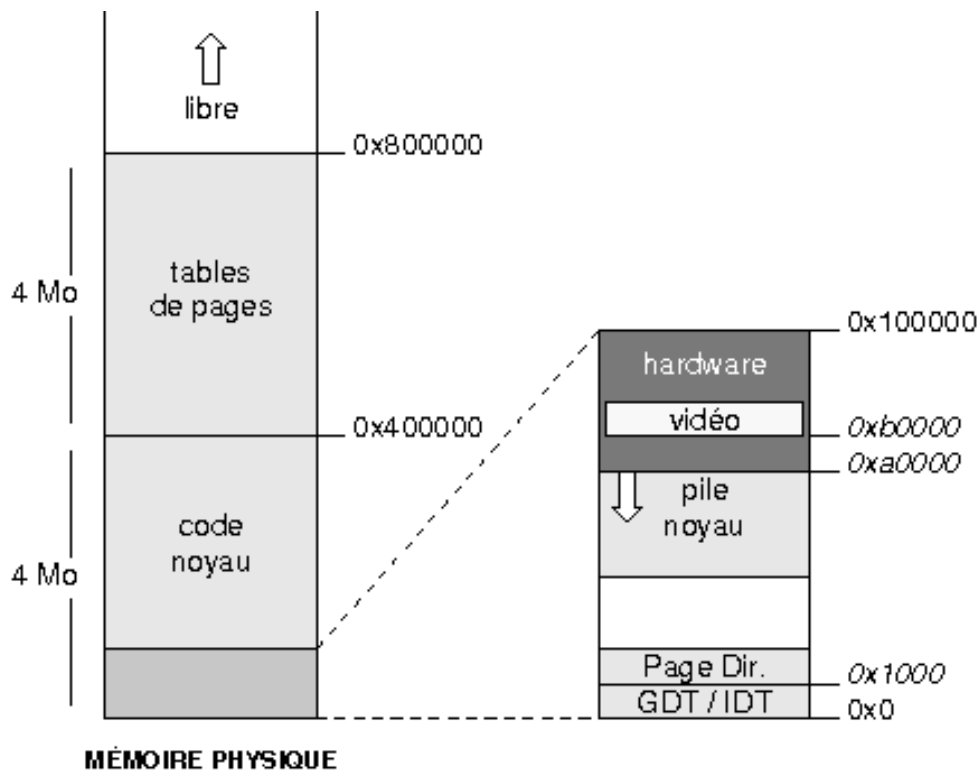 libre
0x800000
tables
de pages
4 Mo
0x400000
code
noyau
4 Mo
0x100000
hardware
vidéo
0xb0000
0xa0000
pile
noyau
Page Dir.
0x1000
GDT / IDT
0x0
MÉMOIRE PHYSIQUE